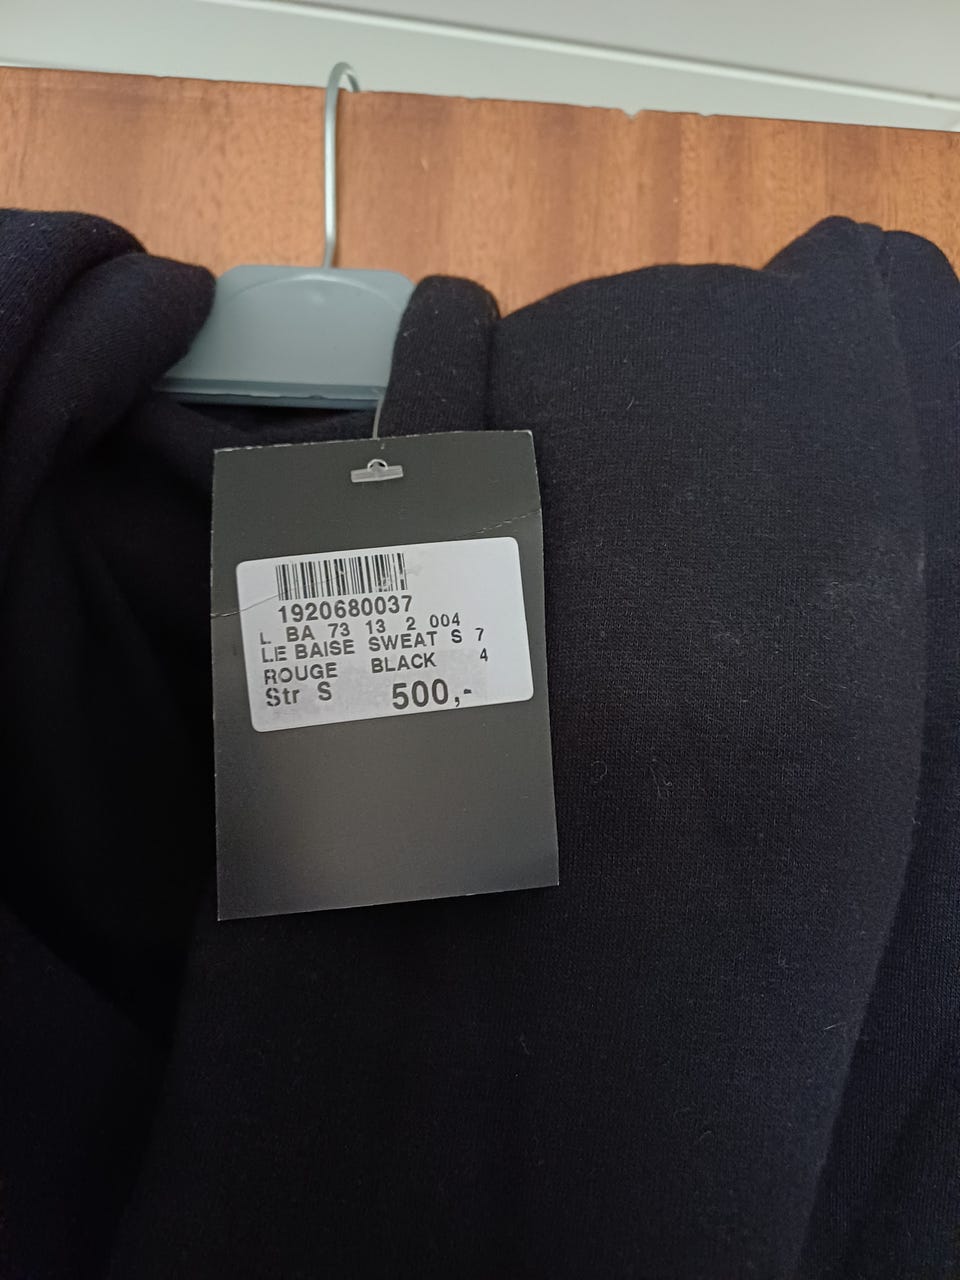 1920680037
L BA 73 13 2 004
LE BAISE SWEAT S 7
ROUGE BLACK 4
Str S 500,-